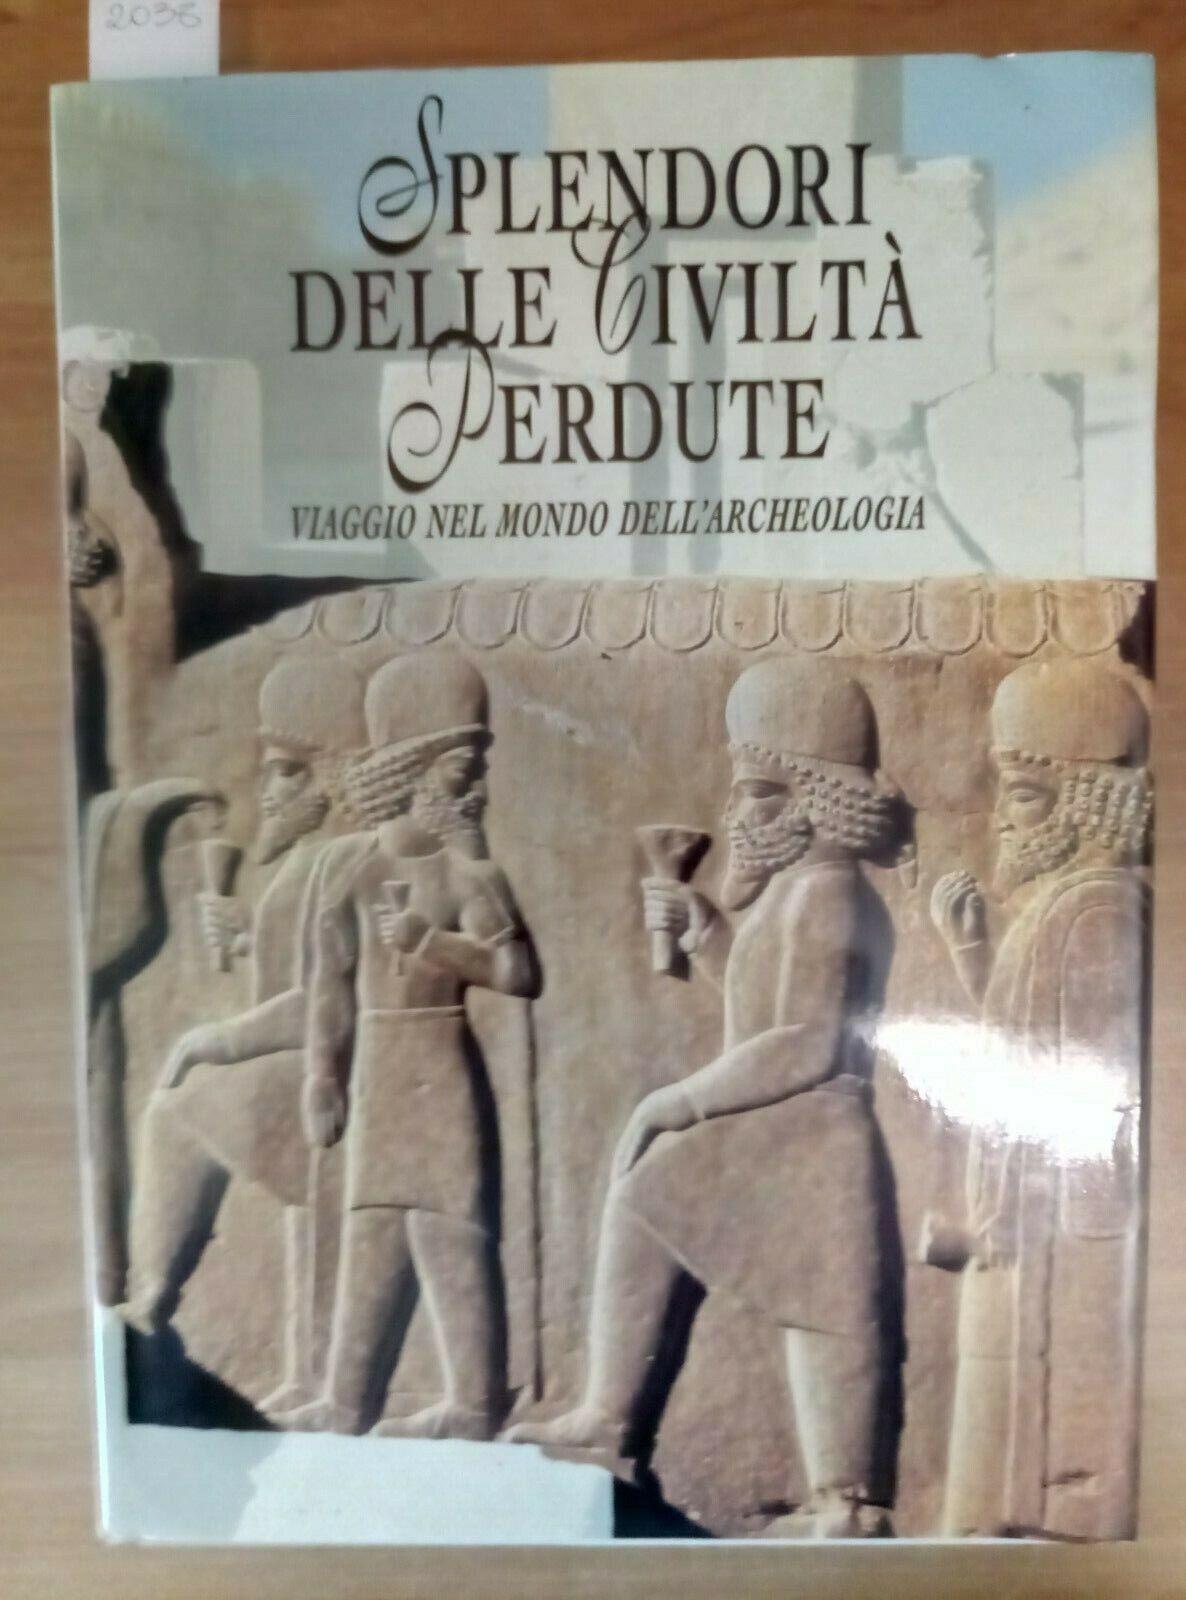 2038
SPLENDORI
DELLE CIVILTÀ
PERDUTE
VIAGGIO NEL MONDO DELL'ARCHEOLOGIA